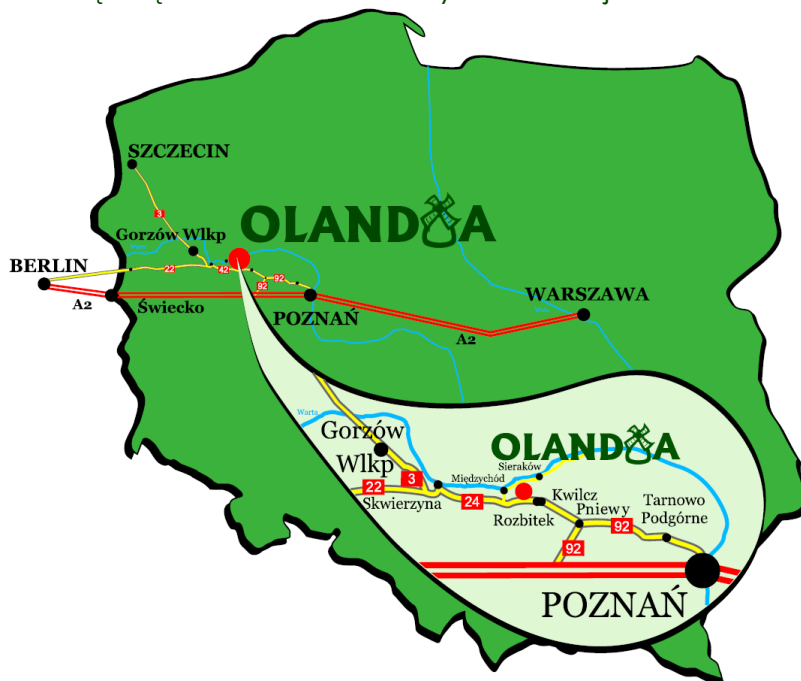 SZCZECIN
3
Gorzów Wlkp
OLANDIA
BERLIN
22
42
92
92
A2
Świecko
POZNAŃ
WARSZAWA
A2
Warta
Gorzów
Wlkp
OLANDIA
Sieraków
Międzychód
22
3
24
Skwierzyna
Kwilcz
Rozbitek
Pniewy
Tarnowo
Podgórne
92
92
POZNAŃ